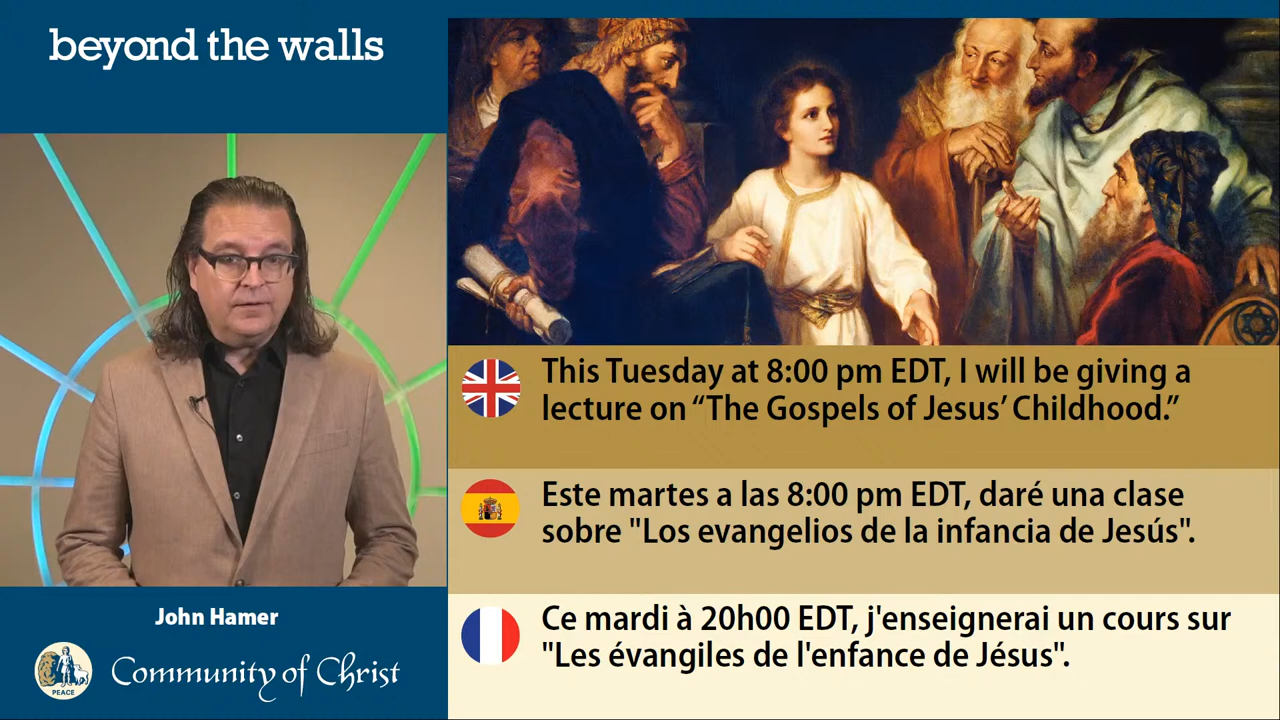 beyond the walls
This Tuesday at 8:00 pm EDT, I will be giving a
lecture on “The Gospels of Jesus’ Childhood.”
Este martes a las 8:00 pm EDT, daré una clase
sobre "Los evangelios de la infancia de Jesús".
Ce mardi à 20h00 EDT, j'enseignerai un cours sur
"Les évangiles de l'enfance de Jésus".
John Hamer
PEACE
Community of Christ